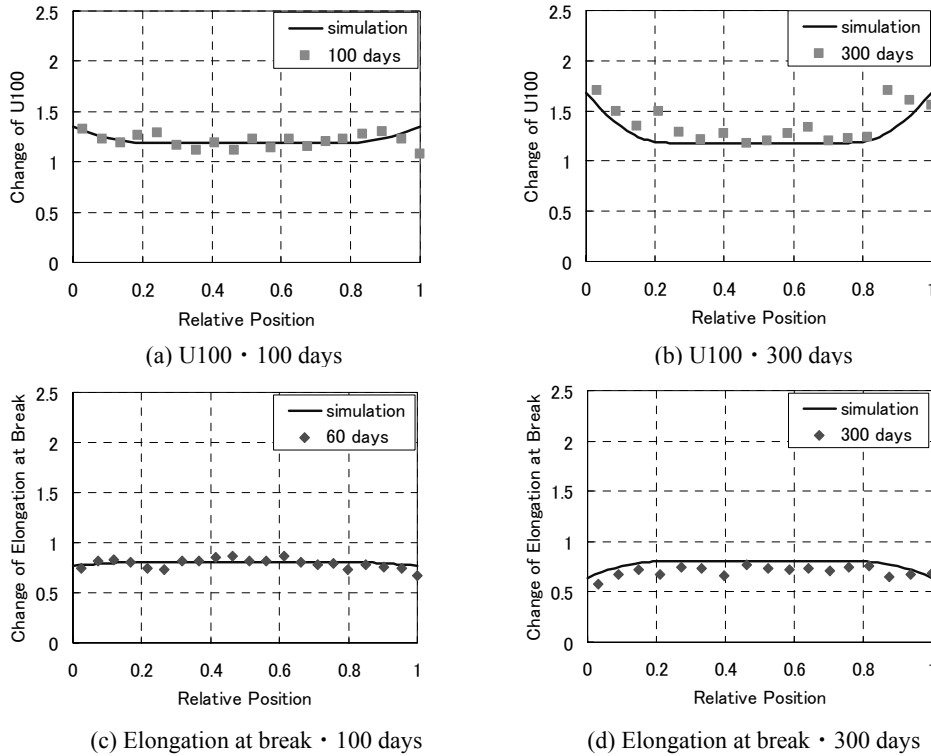 simulation
100 days
2.5
2
1.5
1
0.5
0
Change of U100
0 0.2 0.4 0.6 0.8 1
Relative Position
(a) U100・100 days
simulation
300 days
2.5
2
1.5
1
0.5
0
Change of U100
0 0.2 0.4 0.6 0.8 1
Relative Position
(b) U100・300 days
simulation
60 days
2.5
2
1.5
1
0.5
0
Change of Elongation at Break
0 0.2 0.4 0.6 0.8 1
Relative Position
(c) Elongation at break・100 days
simulation
300 days
2.5
2
1.5
1
0.5
0
Change of Elongation at Break
0 0.2 0.4 0.6 0.8 1
Relative Position
(d) Elongation at break・300 days